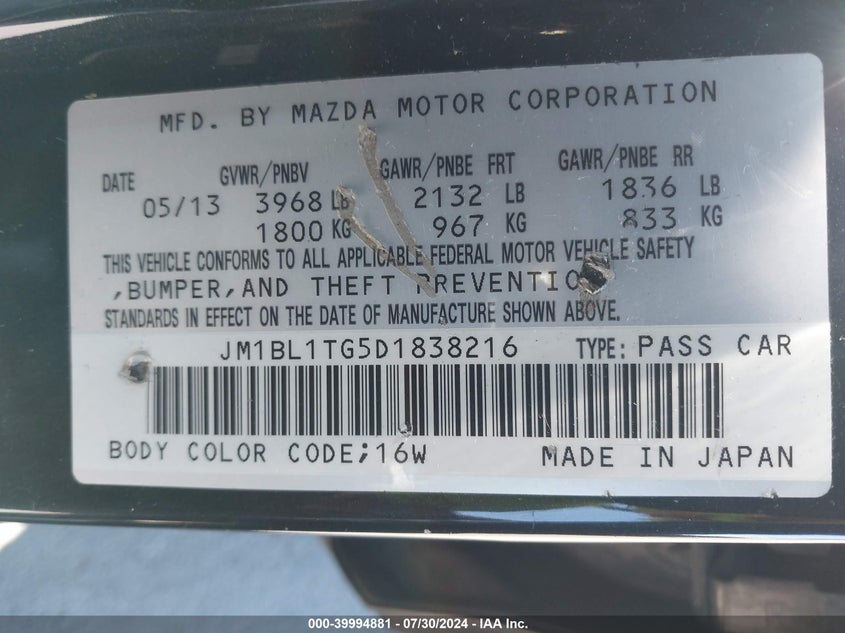 MFD. BY MAZDA MOTOR CORPORATION
DATE GVWR/PNBV GAWR/PNBE FRT GAWR/PNBE RR
05/13 3968 LB 2132 LB 1836 LB
1800 KG 967 KG 833 KG
THIS VEHICLE CONFORMS TO ALL APPLICABLE FEDERAL MOTOR VEHICLE SAFETY
,BUMPER,AND THEFT PREVENTION
STANDARDS IN EFFECT ON THE DATE OF MANUFACTURE SHOWN ABOVE.
JM1BL1TG5D1838216 TYPE: PASS CAR
BODY COLOR CODE;16W MADE IN JAPAN
000-39994881 - 07/30/2024 - IAA Inc.